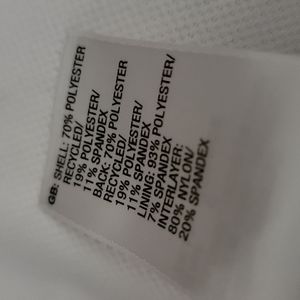 GB: SHELL: 70% POLYESTER
RECYCLED/
19% POLYESTER/
11% SPANDEX
BACK: 70% POLYESTER
RECYCLED/
19% POLYESTER/
11% SPANDEX
LINING: 93% POLYESTER/
7% SPANDEX
INTERLAYER:
80% NYLON/
20% SPANDEX